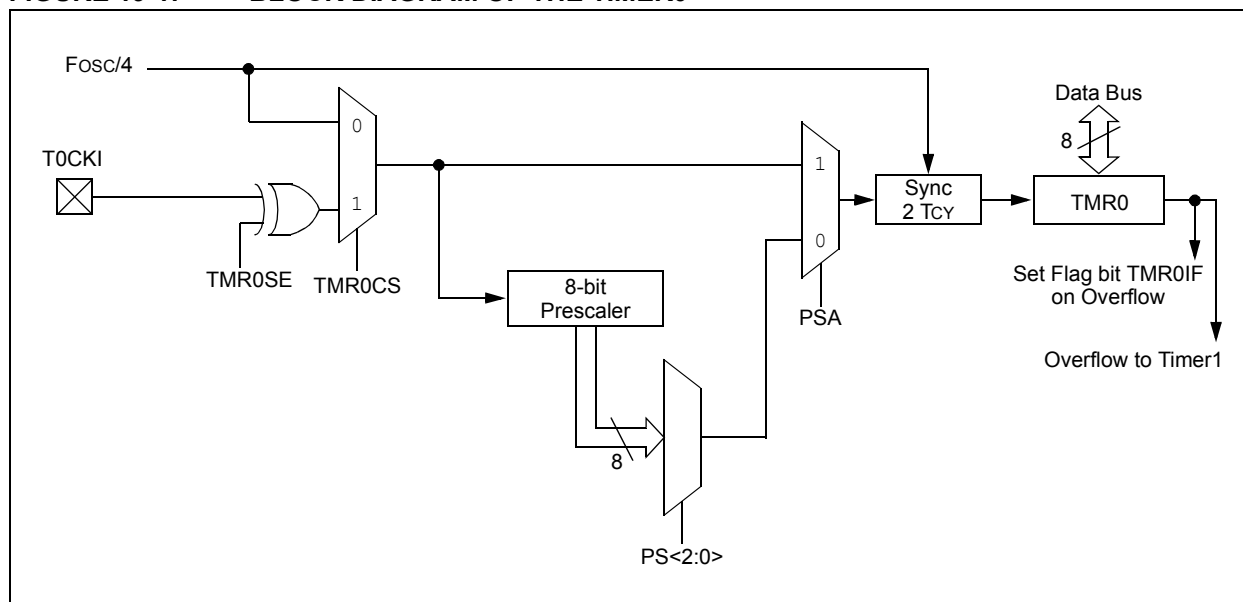 Fosc/4
Data Bus
0
8
T0CKI
1
Sync
2 TCY
TMR0
1
0
TMR0SE
TMR0CS
8-bit
Prescaler
PSA
Set Flag bit TMR0IF
on Overflow
Overflow to Timer1
8
PS<2:0>